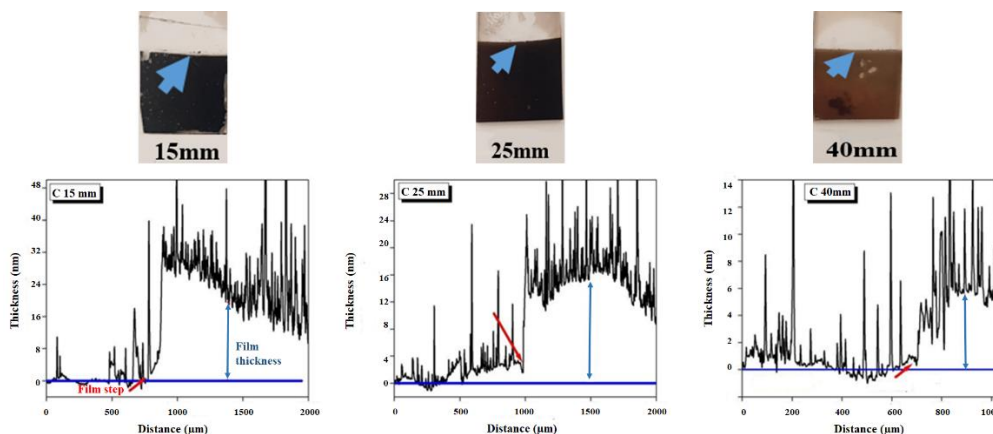 15mm
25mm
40mm
C 15 mm
Thickness (nm)
48
40
32
24
16
8
0
Film
thickness
Film step
0
500
1000
1500
2000
Distance (µm)
C 25 mm
Thickness (nm)
28
24
20
16
12
8
4
0
0
500
1000
1500
2000
Distance (µm)
C 40mm
Thickness (nm)
14
12
10
8
6
4
2
0
0
200
400
600
800
1000
Distance (µm)